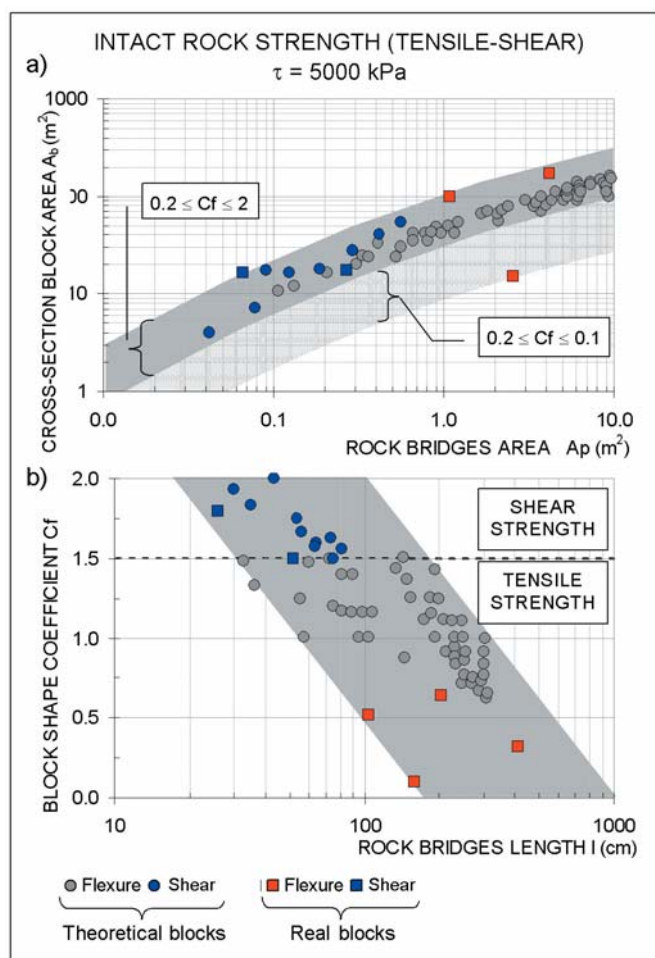 INTACT ROCK STRENGTH (TENSILE-SHEAR)
τ = 5000 kPa
a)
CROSS-SECTION BLOCK AREA A_b (m²)
1000
100
10
1
0.2 ≤ Cf ≤ 2
0.2 ≤ Cf ≤ 0.1
0.0
0.1
1.0
10.0
ROCK BRIDGES AREA Ap (m²)
b)
BLOCK SHAPE COEFFICIENT Cf
2.0
1.5
1.0
0.5
0.0
SHEAR
STRENGTH
TENSILE
STRENGTH
10
100
1000
ROCK BRIDGES LENGTH l (cm)
Flexure Shear
Theoretical blocks
Flexure Shear
Real blocks